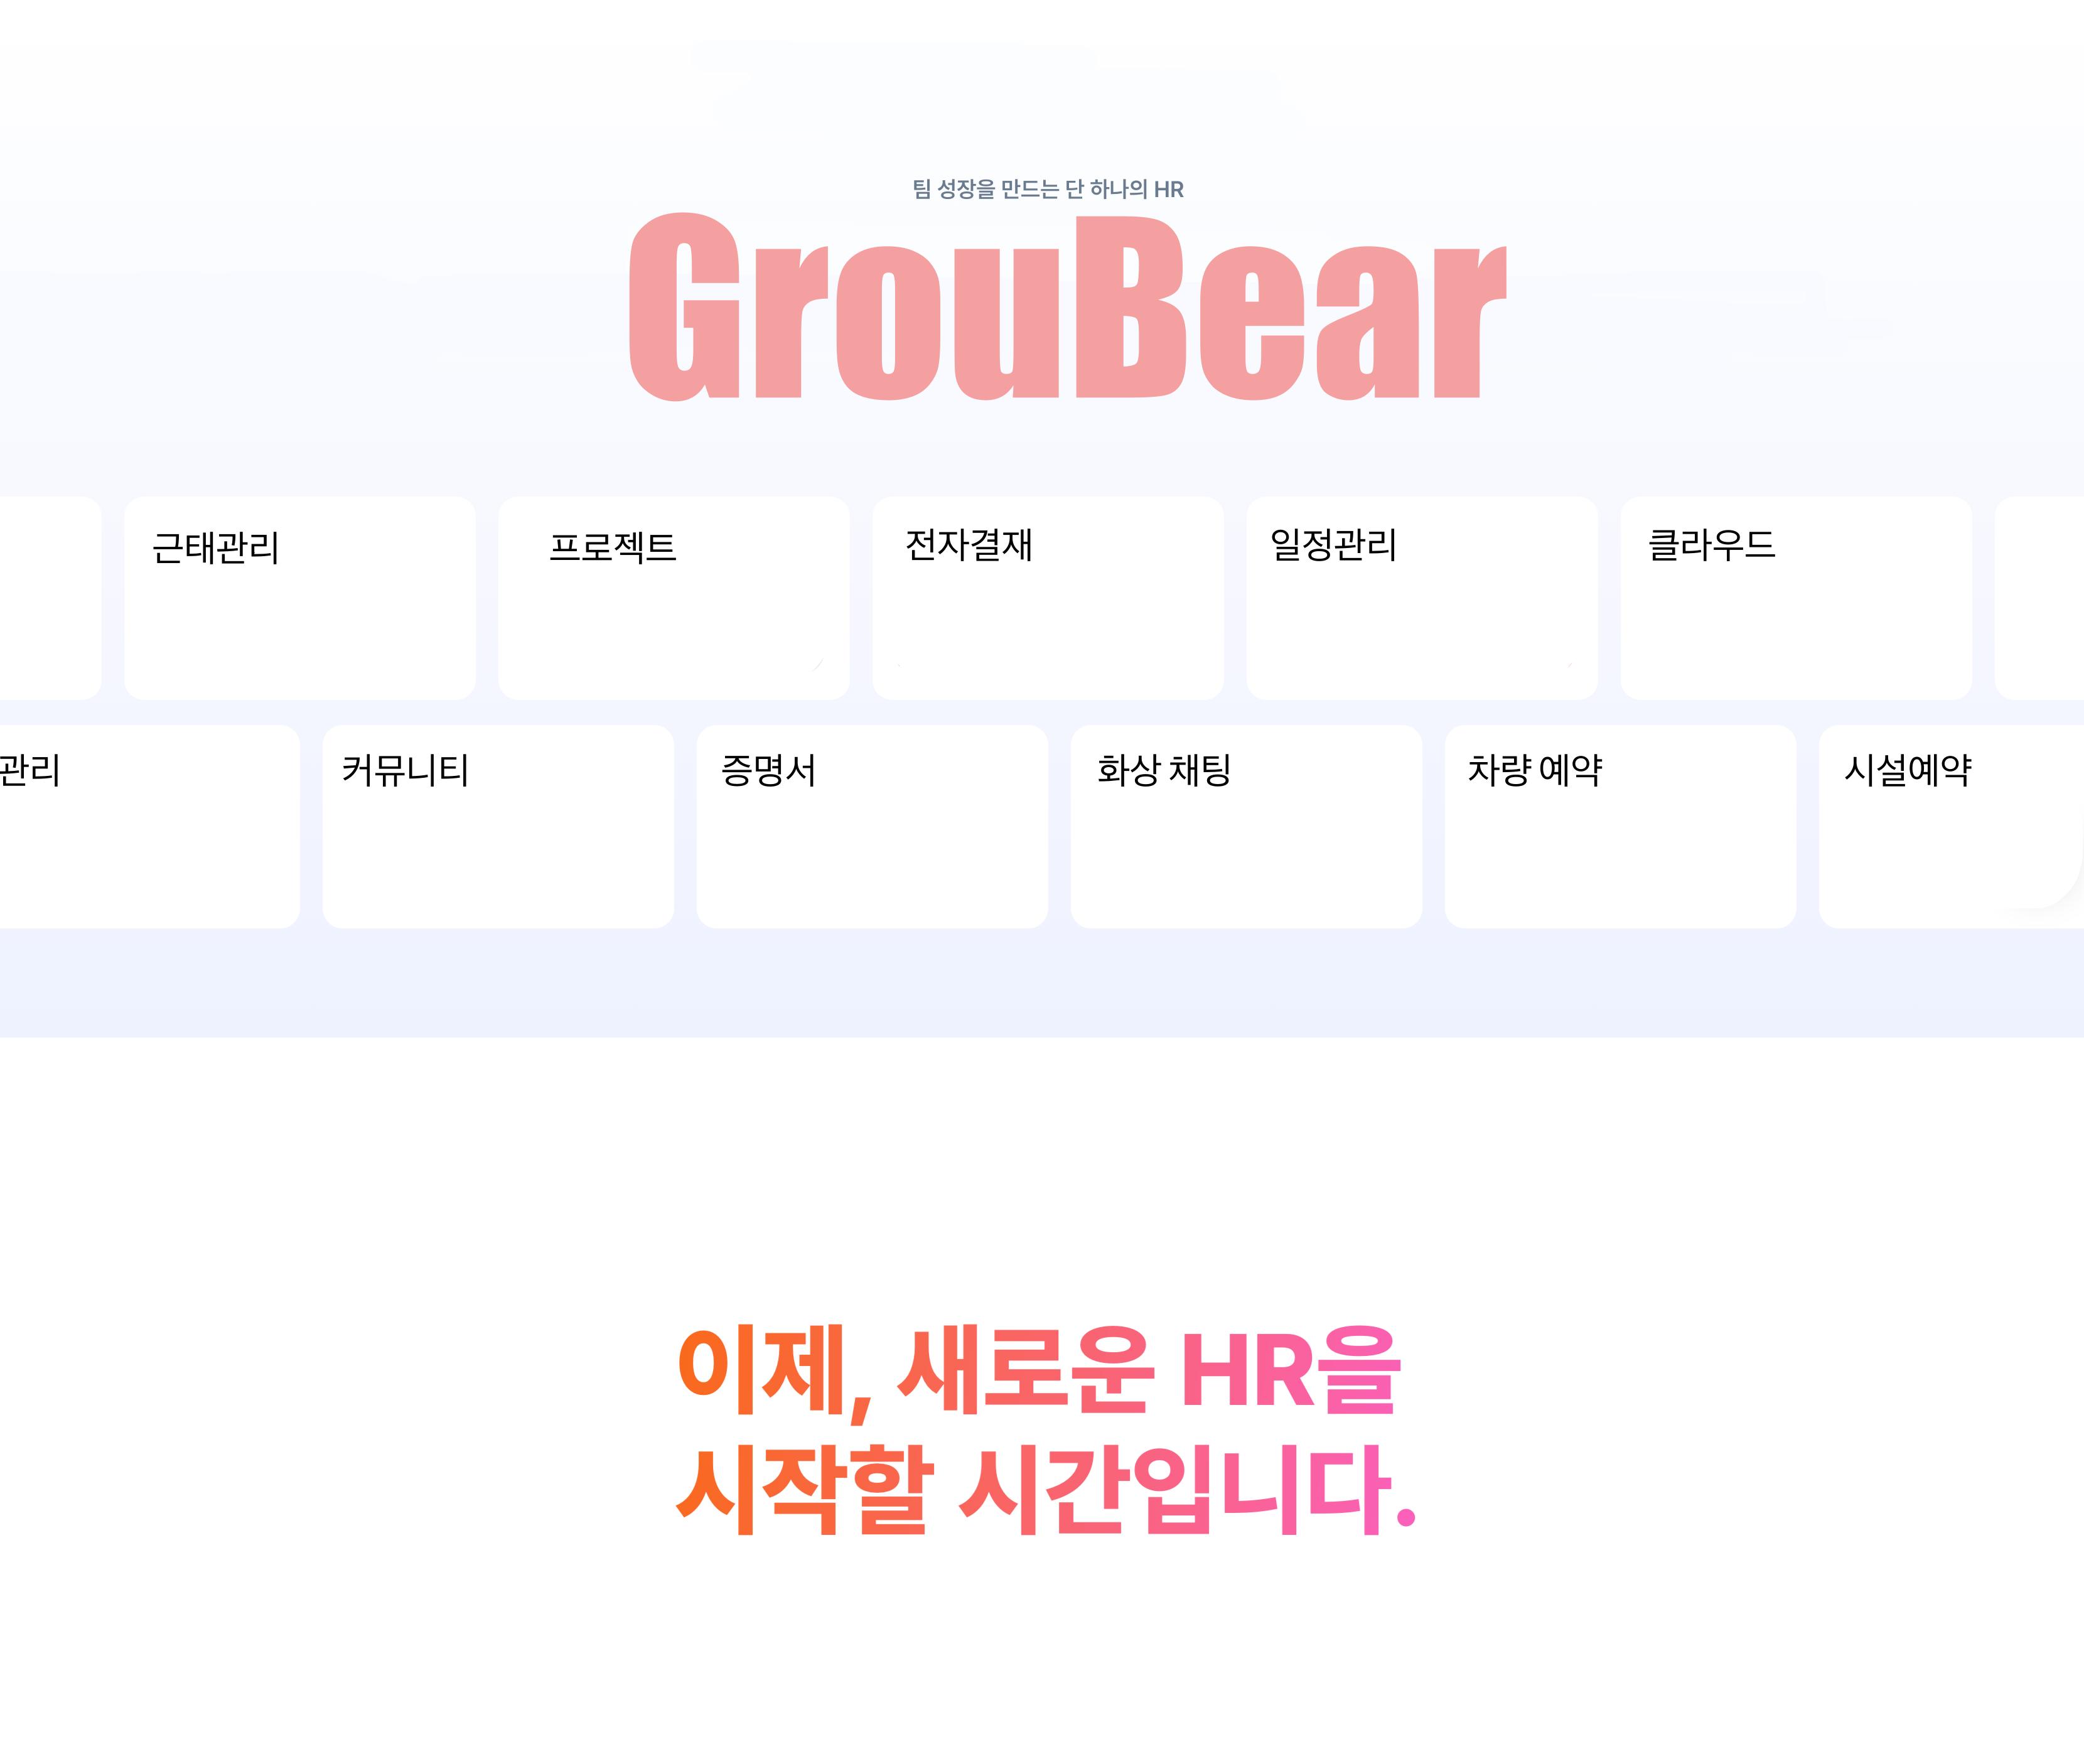 팀 성장을 만드는 단 하나의 HR
GrouBear
근태관리
프로젝트
전자결재
일정관리
클라우드
관리
커뮤니티
증명서
화상 채팅
차량 예약
시설예약
이제, 새로운 HR을
시작할 시간입니다.